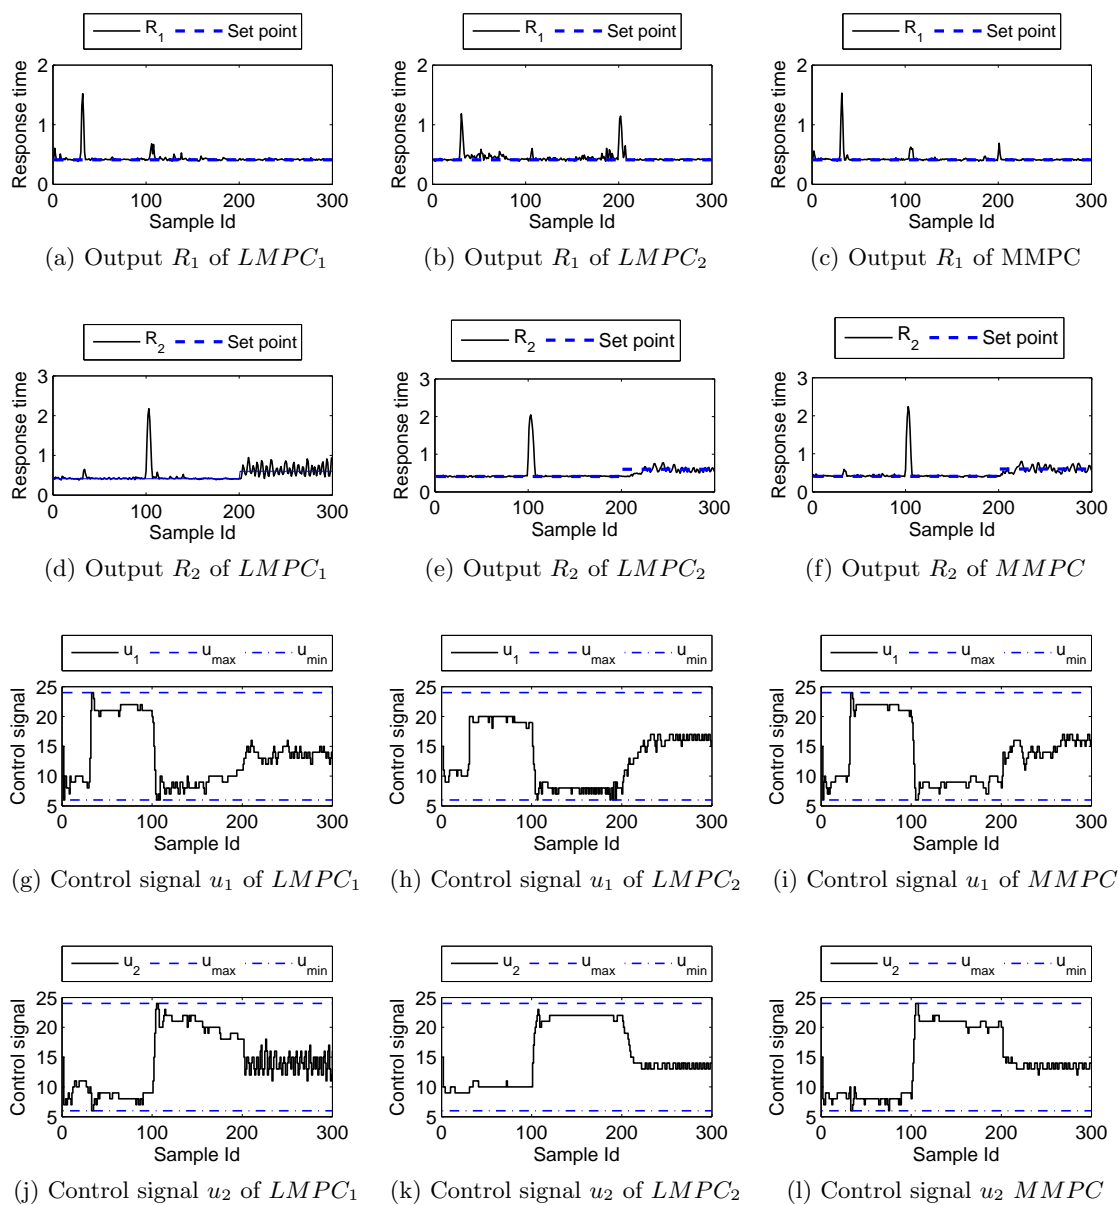 R1 Set point
R1 Set point
R1 Set point
2
1
0
Response time
0 100 200 300
Sample Id
2
1
0
Response time
0 100 200 300
Sample Id
2
1
0
Response time
0 100 200 300
Sample Id
(a) Output R1 of LMPC1
(b) Output R1 of LMPC2
(c) Output R1 of MMPC
R2 Set point
R2 Set point
R2 Set point
3
2
1
0
Response time
0 100 200 300
Sample Id
3
2
1
0
Response time
0 100 200 300
Sample Id
3
2
1
0
Response time
0 100 200 300
Sample Id
(d) Output R2 of LMPC1
(e) Output R2 of LMPC2
(f) Output R2 of MMPC
u1 umax umin
u1 umax umin
u1 umax umin
25
20
15
10
5
Control signal
0 100 200 300
Sample Id
25
20
15
10
5
Control signal
0 100 200 300
Sample Id
25
20
15
10
5
Control signal
0 100 200 300
Sample Id
(g) Control signal u1 of LMPC1
(h) Control signal u1 of LMPC2
(i) Control signal u1 of MMPC
u2 umax umin
u2 umax umin
u2 umax umin
25
20
15
10
5
Control signal
0 100 200 300
Sample Id
25
20
15
10
5
Control signal
0 100 200 300
Sample Id
25
20
15
10
5
Control signal
0 100 200 300
Sample Id
(j) Control signal u2 of LMPC1
(k) Control signal u2 of LMPC2
(l) Control signal u2 MMPC